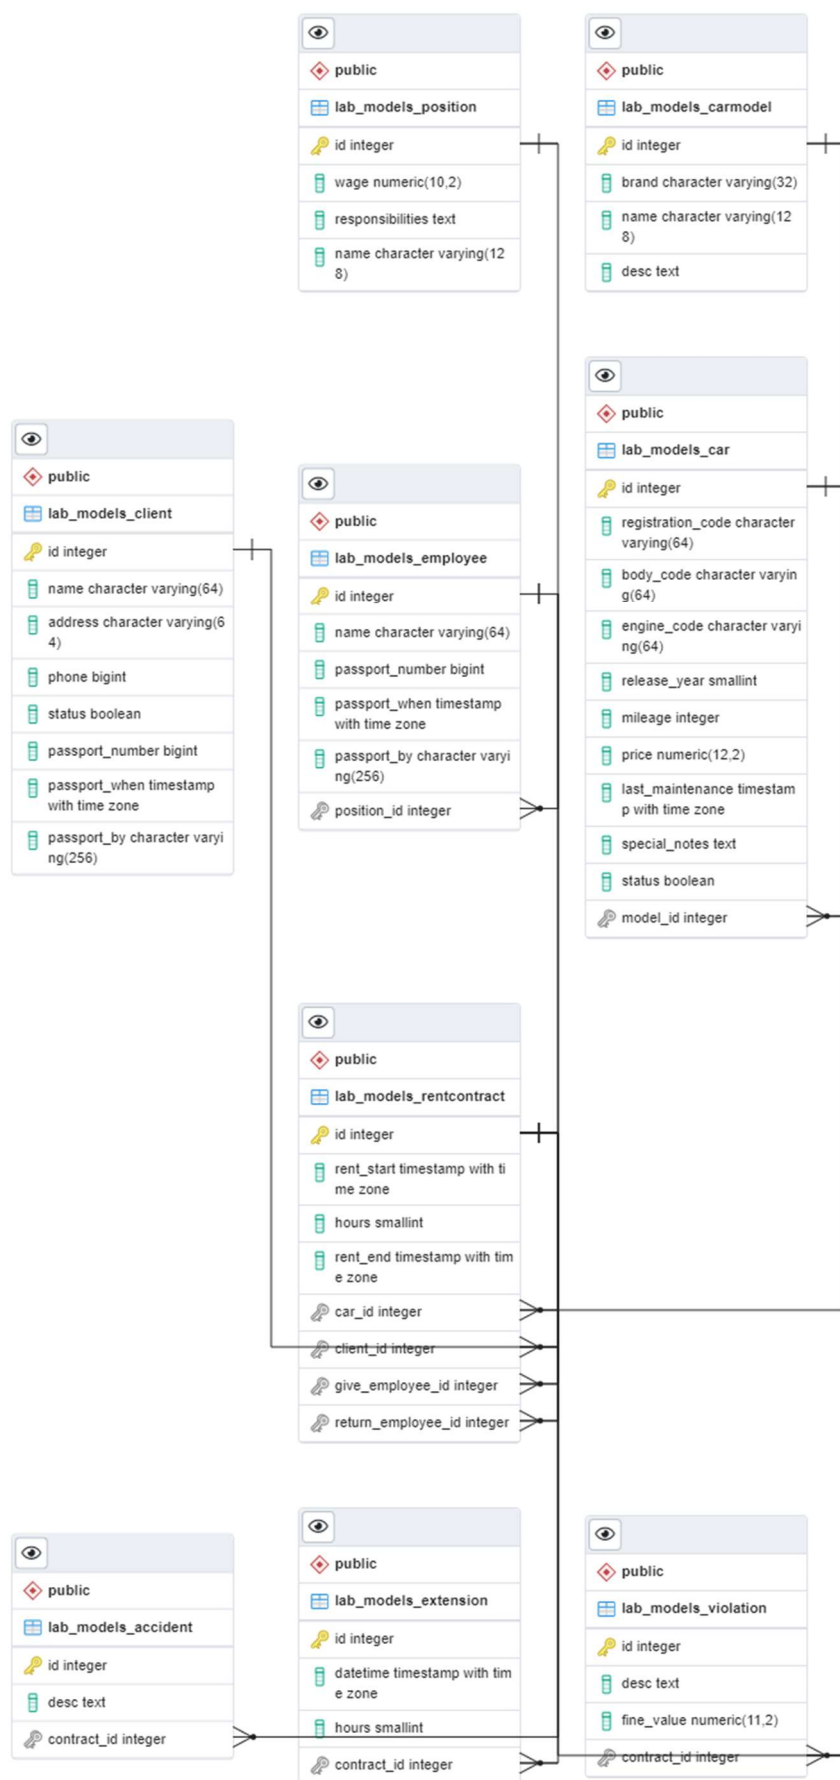 public
lab_models_position
id integer
wage numeric(10,2)
responsibilities text
name character varying(12
8)
public
lab_models_carmodel
id integer
brand character varying(32)
name character varying(12
8)
desc text
public
lab_models_client
id integer
name character varying(64)
address character varying(6
4)
phone bigint
status boolean
passport_number bigint
passport_when timestamp
with time zone
passport_by character varyi
ng(256)
public
lab_models_employee
id integer
name character varying(64)
passport_number bigint
passport_when timestamp
with time zone
passport_by character varyi
ng(256)
position_id integer
public
lab_models_car
id integer
registration_code character
varying(64)
body_code character varyin
g(64)
engine_code character varyi
ng(64)
release_year smallint
mileage integer
price numeric(12,2)
last_maintenance timestam
p with time zone
special_notes text
status boolean
model_id integer
public
lab_models_rentcontract
id integer
rent_start timestamp with ti
me zone
hours smallint
rent_end timestamp with tim
e zone
car_id integer
client_id integer
give_employee_id integer
return_employee_id integer
public
lab_models_accident
id integer
desc text
contract_id integer
public
lab_models_extension
id integer
datetime timestamp with tim
e zone
hours smallint
contract_id integer
public
lab_models_violation
id integer
desc text
fine_value numeric(11,2)
contract_id integer